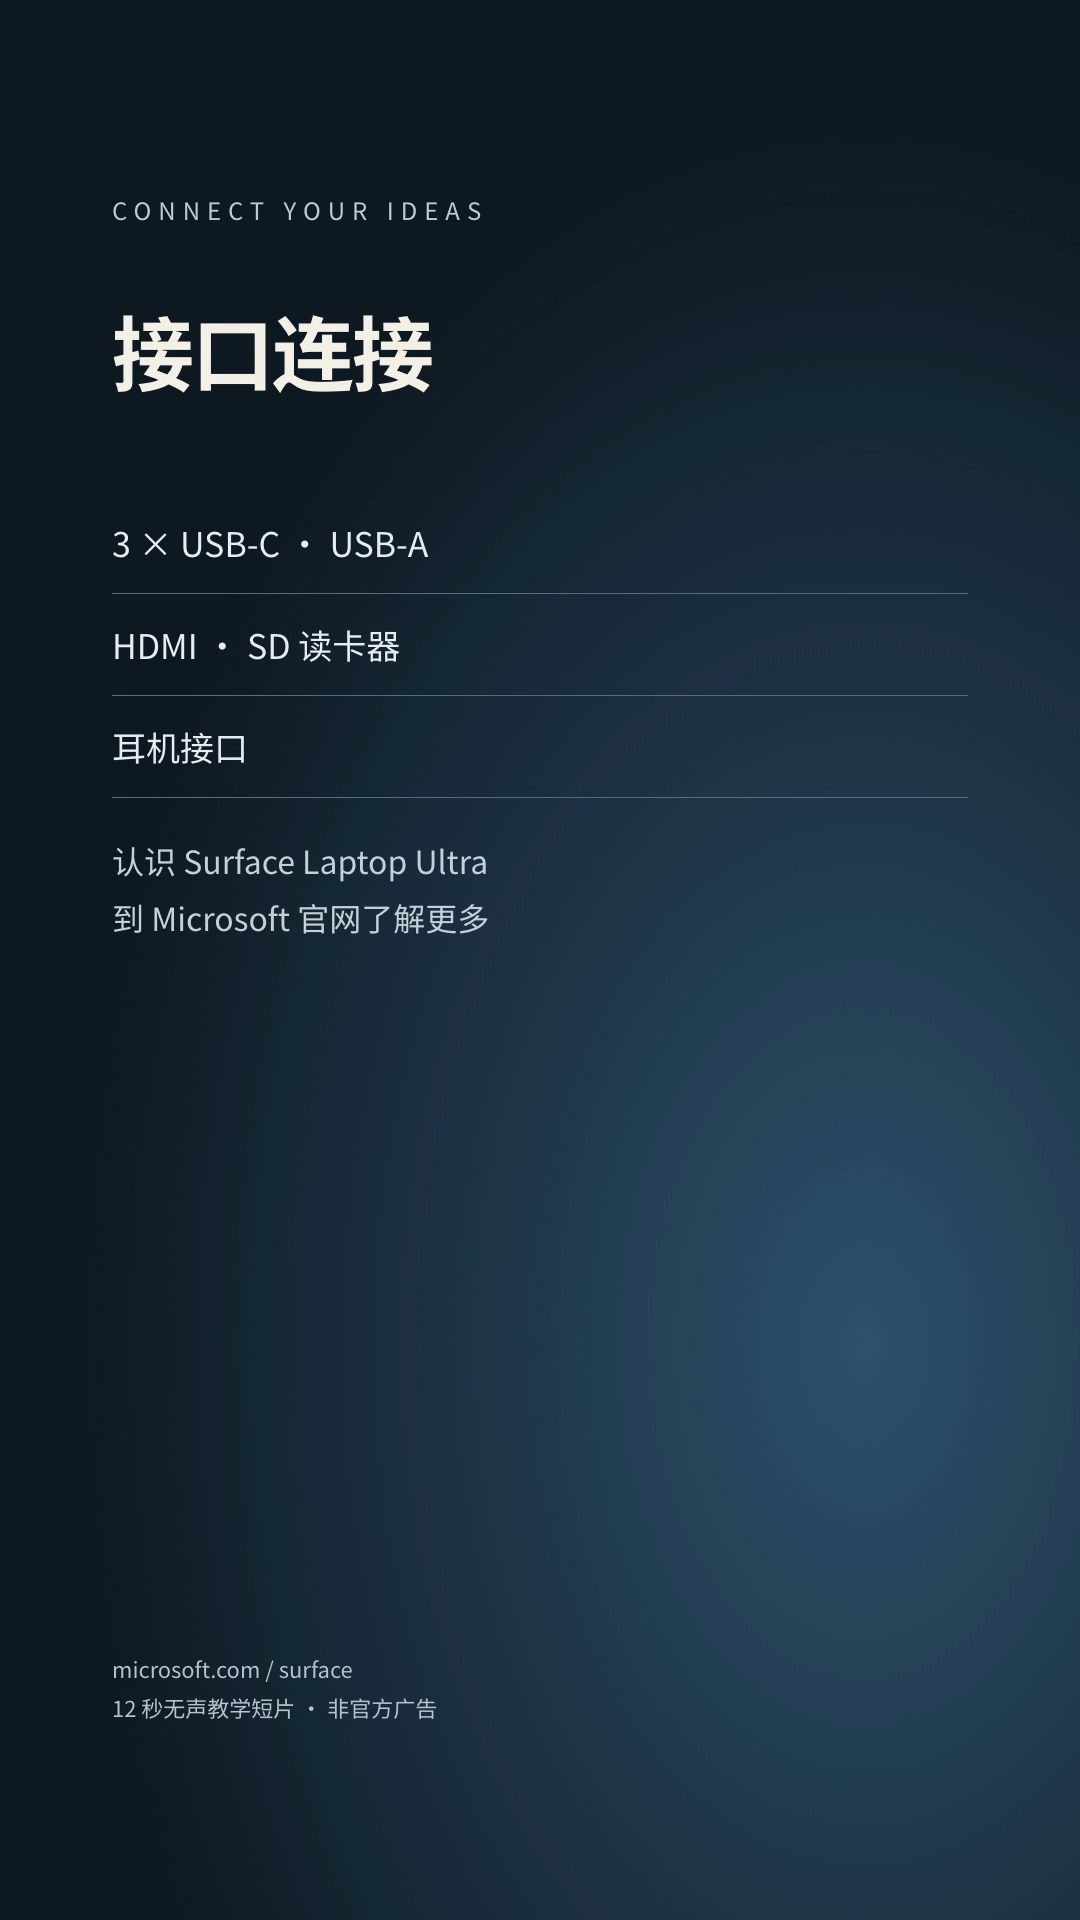 CONNECT YOUR IDEAS
接口连接
3 × USB-C · USB-A
HDMI · SD 读卡器
耳机接口
认识 Surface Laptop Ultra
到 Microsoft 官网了解更多
microsoft.com / surface
12 秒无声教学短片 · 非官方广告